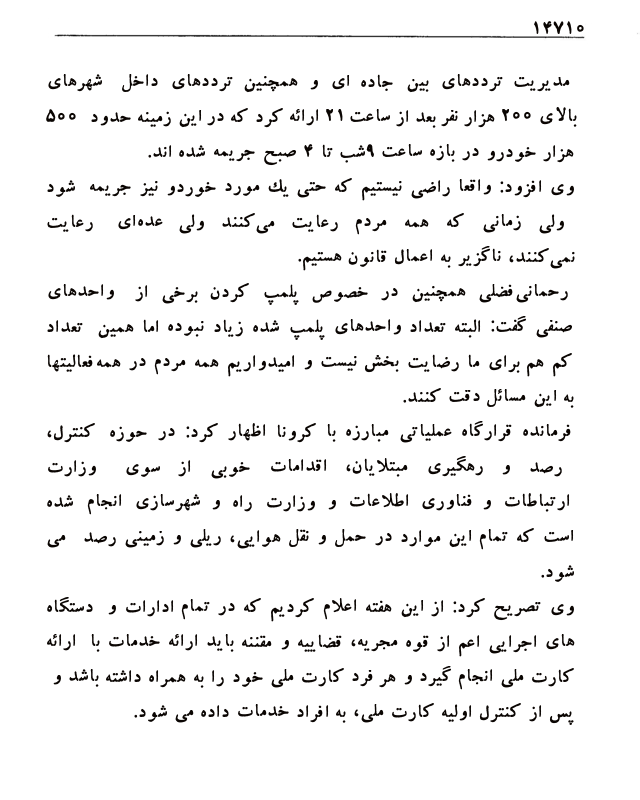 ۱۴۷۱۰
مدیریت ترددهای بین جاده ای و همچنین ترددهای داخل شهرهای
بالای ۲۰۰ هزار نفر بعد از ساعت ۲۱ ارائه کرد که در این زمینه حدود ۵۰۰
هزار خودرو در بازه ساعت ۹شب تا ۴ صبح جریمه شده اند.
وی افزود: واقعا راضی نیستیم که حتی یك مورد خوردو نیز جریمه شود
ولی زمانی که همه مردم رعایت می‌کنند ولی عده‌ای رعایت
نمی‌کنند، ناگزیر به اعمال قانون هستیم.
رحمانی‌فضلی همچنین در خصوص پلمپ کردن برخی از واحدهای
صنفی گفت: البته تعداد واحدهای پلمپ شده زیاد نبوده اما همین تعداد
کم هم برای ما رضایت بخش نیست و امیدواریم همه مردم در همه‌فعالیتها
به این مسائل دقت کنند.
فرمانده قرارگاه عملیاتی مبارزه با کرونا اظهار کرد: در حوزه کنترل،
رصد و رهگیری مبتلایان، اقدامات خوبی از سوی وزارت
ارتباطات و فناوری اطلاعات و وزارت راه و شهرسازی انجام شده
است که تمام این موارد در حمل و نقل هوایی، ریلی و زمینی رصد می
شود.
وی تصریح کرد: از این هفته اعلام کردیم که در تمام ادارات و دستگاه
های اجرایی اعم از قوه مجریه، قضاییه و مقننه باید ارائه خدمات با ارائه
کارت ملی انجام گیرد و هر فرد کارت ملی خود را به همراه داشته باشد و
پس از کنترل اولیه کارت ملی، به افراد خدمات داده می شود.